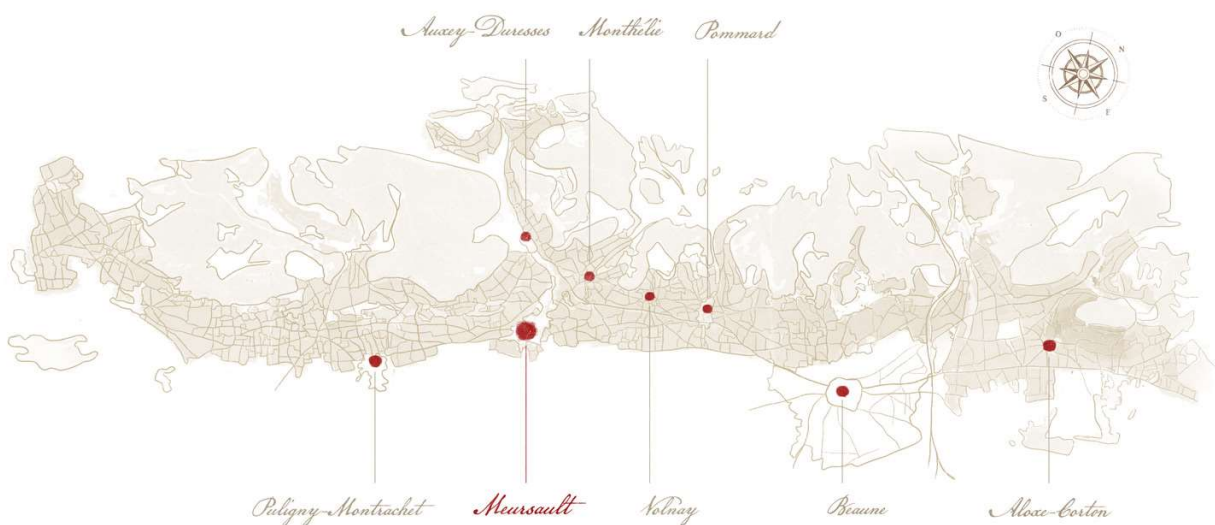 Auxey-Duresses Monthélie Pommard
O
N
S
E
Puligny-Montrachet Meursault Volnay Beaune Aloxe-Corton